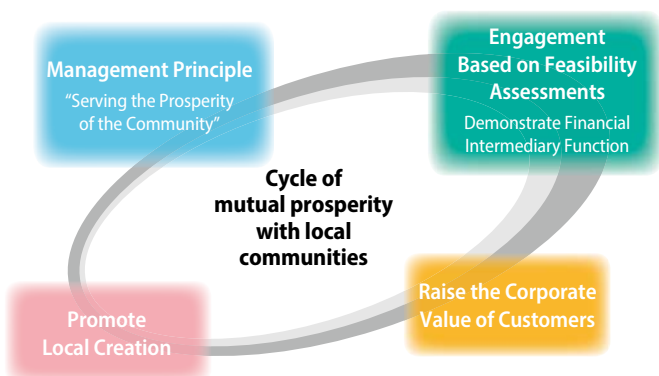 Management Principle
“Serving the Prosperity
of the Community”
Engagement
Based on Feasibility
Assessments
Demonstrate Financial
Intermediary Function
Cycle of
mutual prosperity
with local
communities
Promote
Local Creation
Raise the Corporate
Value of Customers